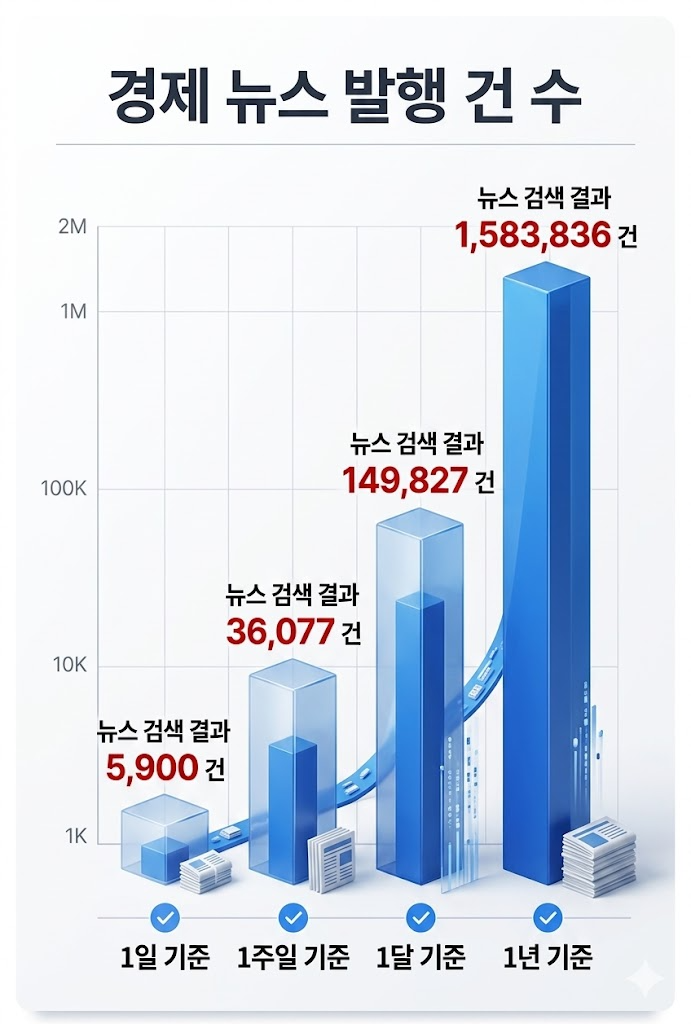 경제 뉴스 발행 건 수
2M
1M
100K
10K
1K
뉴스 검색 결과
5,900 건
뉴스 검색 결과
36,077 건
뉴스 검색 결과
149,827 건
뉴스 검색 결과
1,583,836 건
1일 기준
1주일 기준
1달 기준
1년 기준